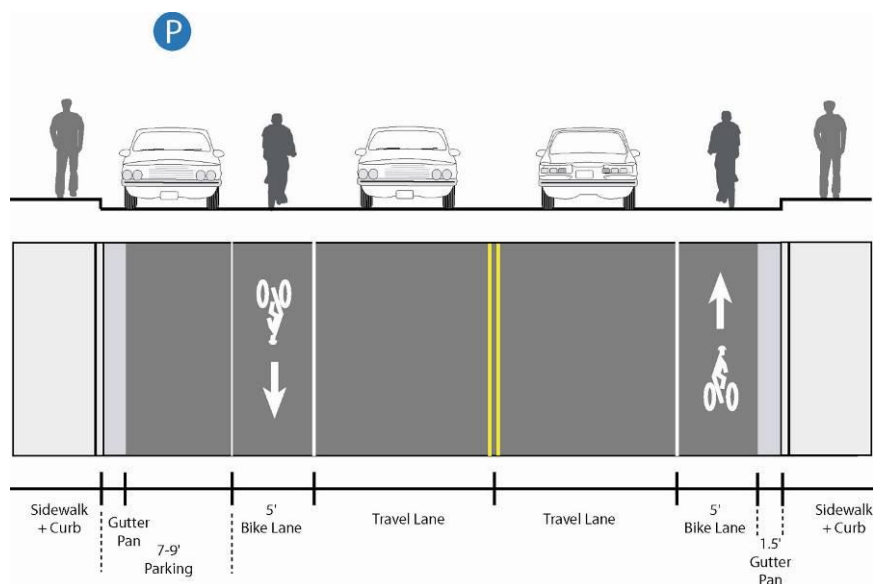 P
Sidewalk
+ Curb
Gutter
Pan
7-9'
Parking
5'
Bike Lane
Travel Lane
Travel Lane
5'
Bike Lane
1.5'
Gutter
Pan
Sidewalk
+ Curb